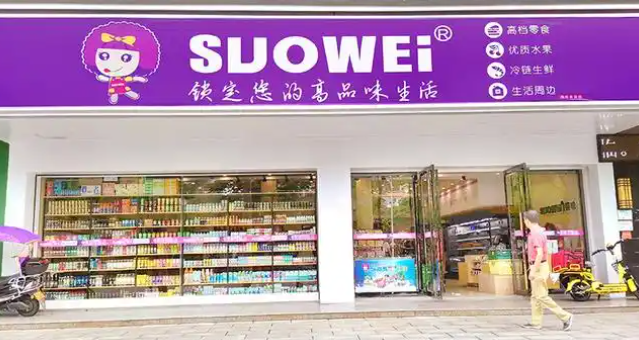 SUOWEi®
锁定您的高品味生活
高档零食
优质水果
冷链生鲜
生活周边